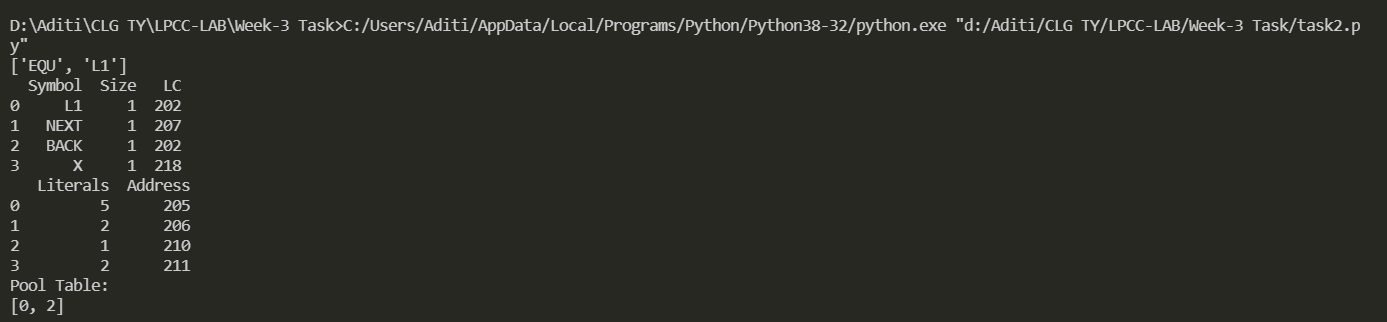 D:\Aditi\CLG TY\LPCC-LAB\Week-3 Task>C:/Users/Aditi/AppData/Local/Programs/Python/Python38-32/python.exe "d:/Aditi/CLG TY/LPCC-LAB/Week-3 Task/task2.p
y"
['EQU', 'L1']
  Symbol  Size   LC
0     L1     1  202
1   NEXT     1  207
2   BACK     1  202
3      X     1  218
   Literals  Address
0         5      205
1         2      206
2         1      210
3         2      211
Pool Table:
[0, 2]